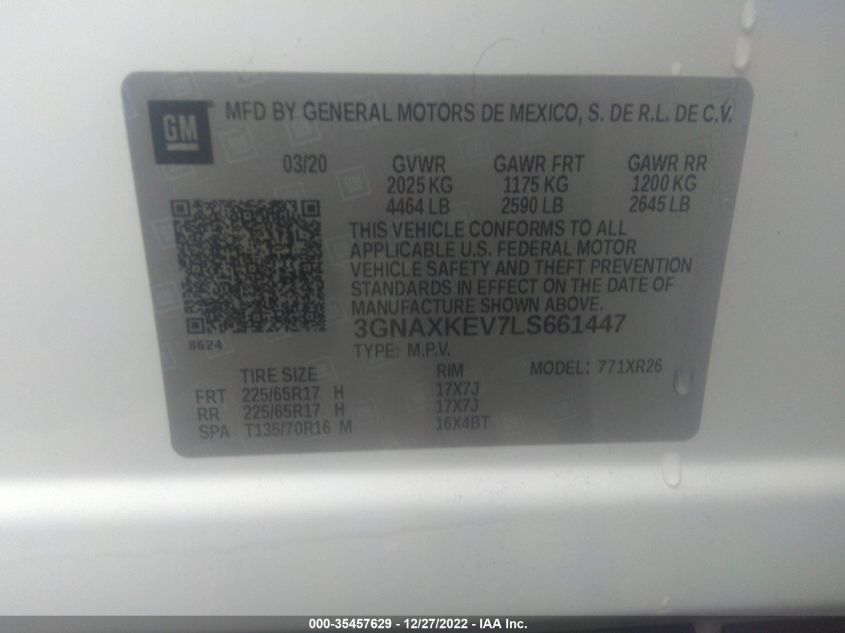 GM ® MFD BY GENERAL MOTORS DE MEXICO, S. DE R.L. DE C.V.
03/20 GVWR GAWR FRT GAWR RR
2025 KG 1175 KG 1200 KG
4464 LB 2590 LB 2645 LB
THIS VEHICLE CONFORMS TO ALL
APPLICABLE U.S. FEDERAL MOTOR
VEHICLE SAFETY AND THEFT PREVENTION
STANDARDS IN EFFECT ON THE DATE OF
MANUFACTURE SHOWN ABOVE.
3GNAXKEV7LS661447
8624
TYPE: M.P.V.
TIRE SIZE RIM MODEL: 771XR26
FRT 225/65R17 H 17X7J
RR 225/65R17 H 17X7J
SPA T135/70R16 M 16X4BT
000-35457629 - 12/27/2022 - IAA Inc.